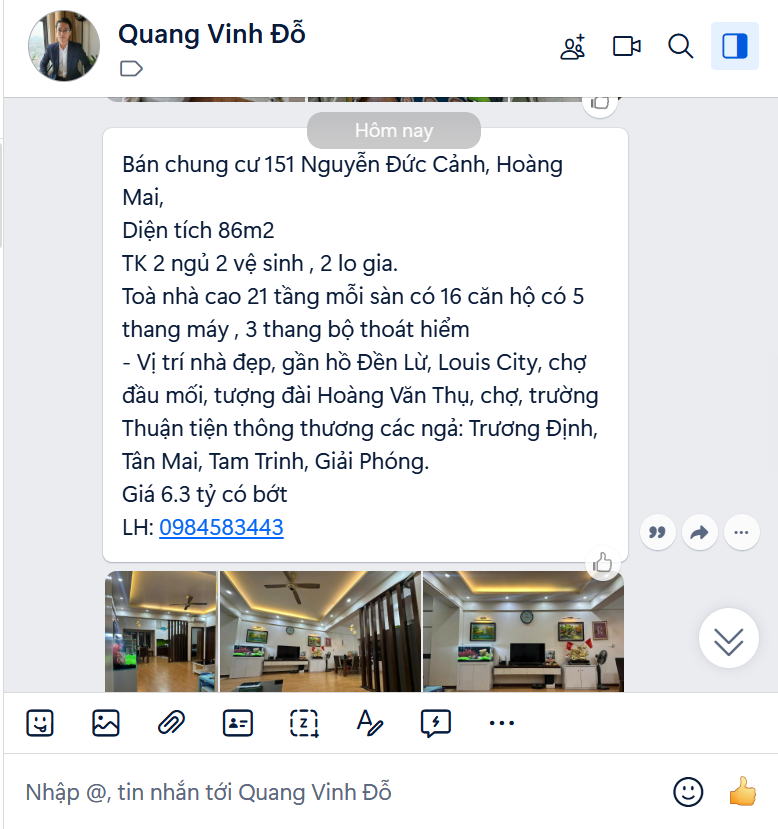 Quang Vinh Đỗ
Hôm nay
Bán chung cư 151 Nguyễn Đức Cảnh, Hoàng
Mai,
Diện tích 86m2
TK 2 ngủ 2 vệ sinh , 2 lo gia.
Toà nhà cao 21 tầng mỗi sàn có 16 căn hộ có 5
thang máy , 3 thang bộ thoát hiểm
- Vị trí nhà đẹp, gần hồ Đền Lừ, Louis City, chợ
đầu mối, tượng đài Hoàng Văn Thụ, chợ, trường
Thuận tiện thông thương các ngả: Trương Định,
Tân Mai, Tam Trinh, Giải Phóng.
Giá 6.3 tỷ có bớt
LH: 0984583443
Nhập @, tin nhắn tới Quang Vinh Đỗ